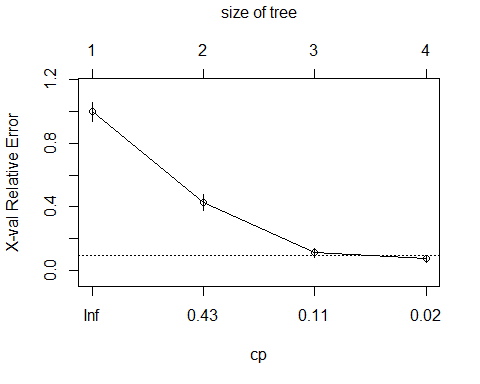 size of tree
1 2 3 4
X-val Relative Error
0.0 0.4 0.8 1.2
Inf 0.43 0.11 0.02
cp